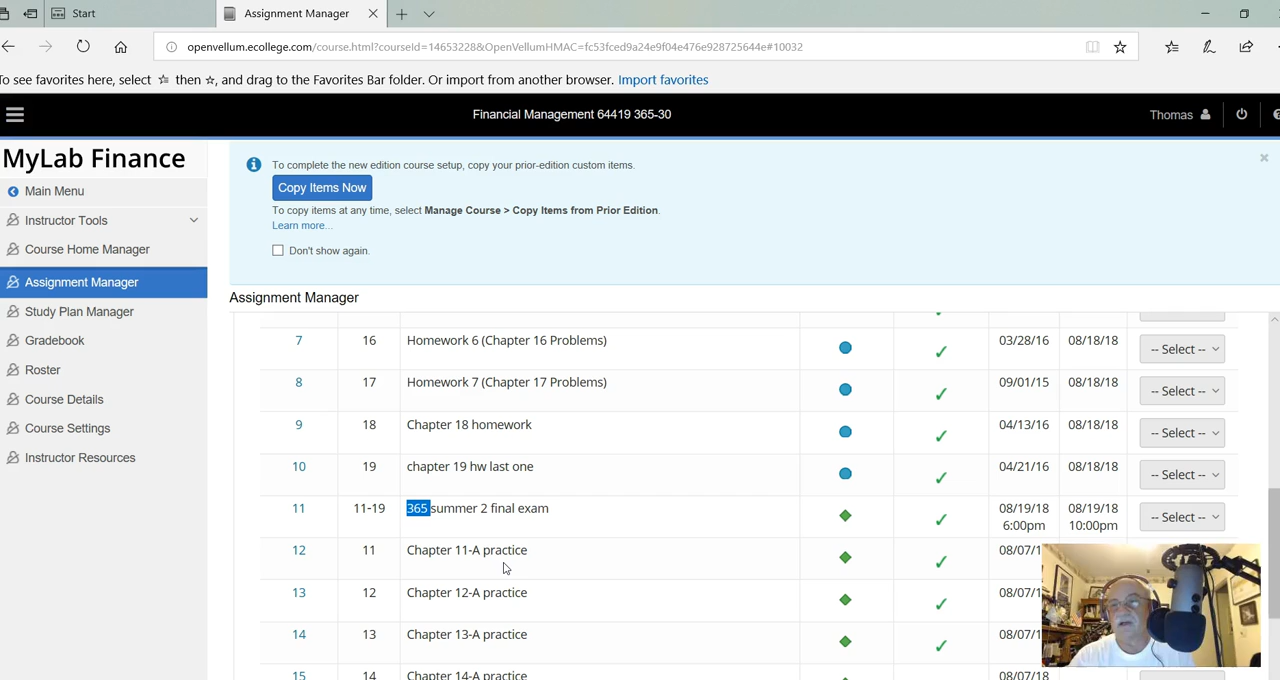 Start
Assignment Manager
openvellum.ecollege.com/course.html?courseId=14653228&OpenVellumHMAC=fc53fced9a24e9f04e476e928725644e#10032
o see favorites here, select then ☆, and drag to the Favorites Bar folder. Or import from another browser. Import favorites
Financial Management 64419 365-30
Thomas
MyLab Finance
Main Menu
Instructor Tools
Course Home Manager
Assignment Manager
Study Plan Manager
Gradebook
Roster
Course Details
Course Settings
Instructor Resources
To complete the new edition course setup, copy your prior-edition custom items.
Copy Items Now
To copy items at any time, select Manage Course > Copy Items from Prior Edition.
Learn more...
Don't show again.
Assignment Manager
7 16 Homework 6 (Chapter 16 Problems) 03/28/16 08/18/18 -- Select --
8 17 Homework 7 (Chapter 17 Problems) 09/01/15 08/18/18 -- Select --
9 18 Chapter 18 homework 04/13/16 08/18/18 -- Select --
10 19 chapter 19 hw last one 04/21/16 08/18/18 -- Select --
11 11-19 365 summer 2 final exam 08/19/18 08/19/18 -- Select --
6:00pm 10:00pm
12 11 Chapter 11-A practice 08/07/1
13 12 Chapter 12-A practice 08/07/1
14 13 Chapter 13-A practice 08/07/1
15 14 Chapter 14-A practice 08/07/18